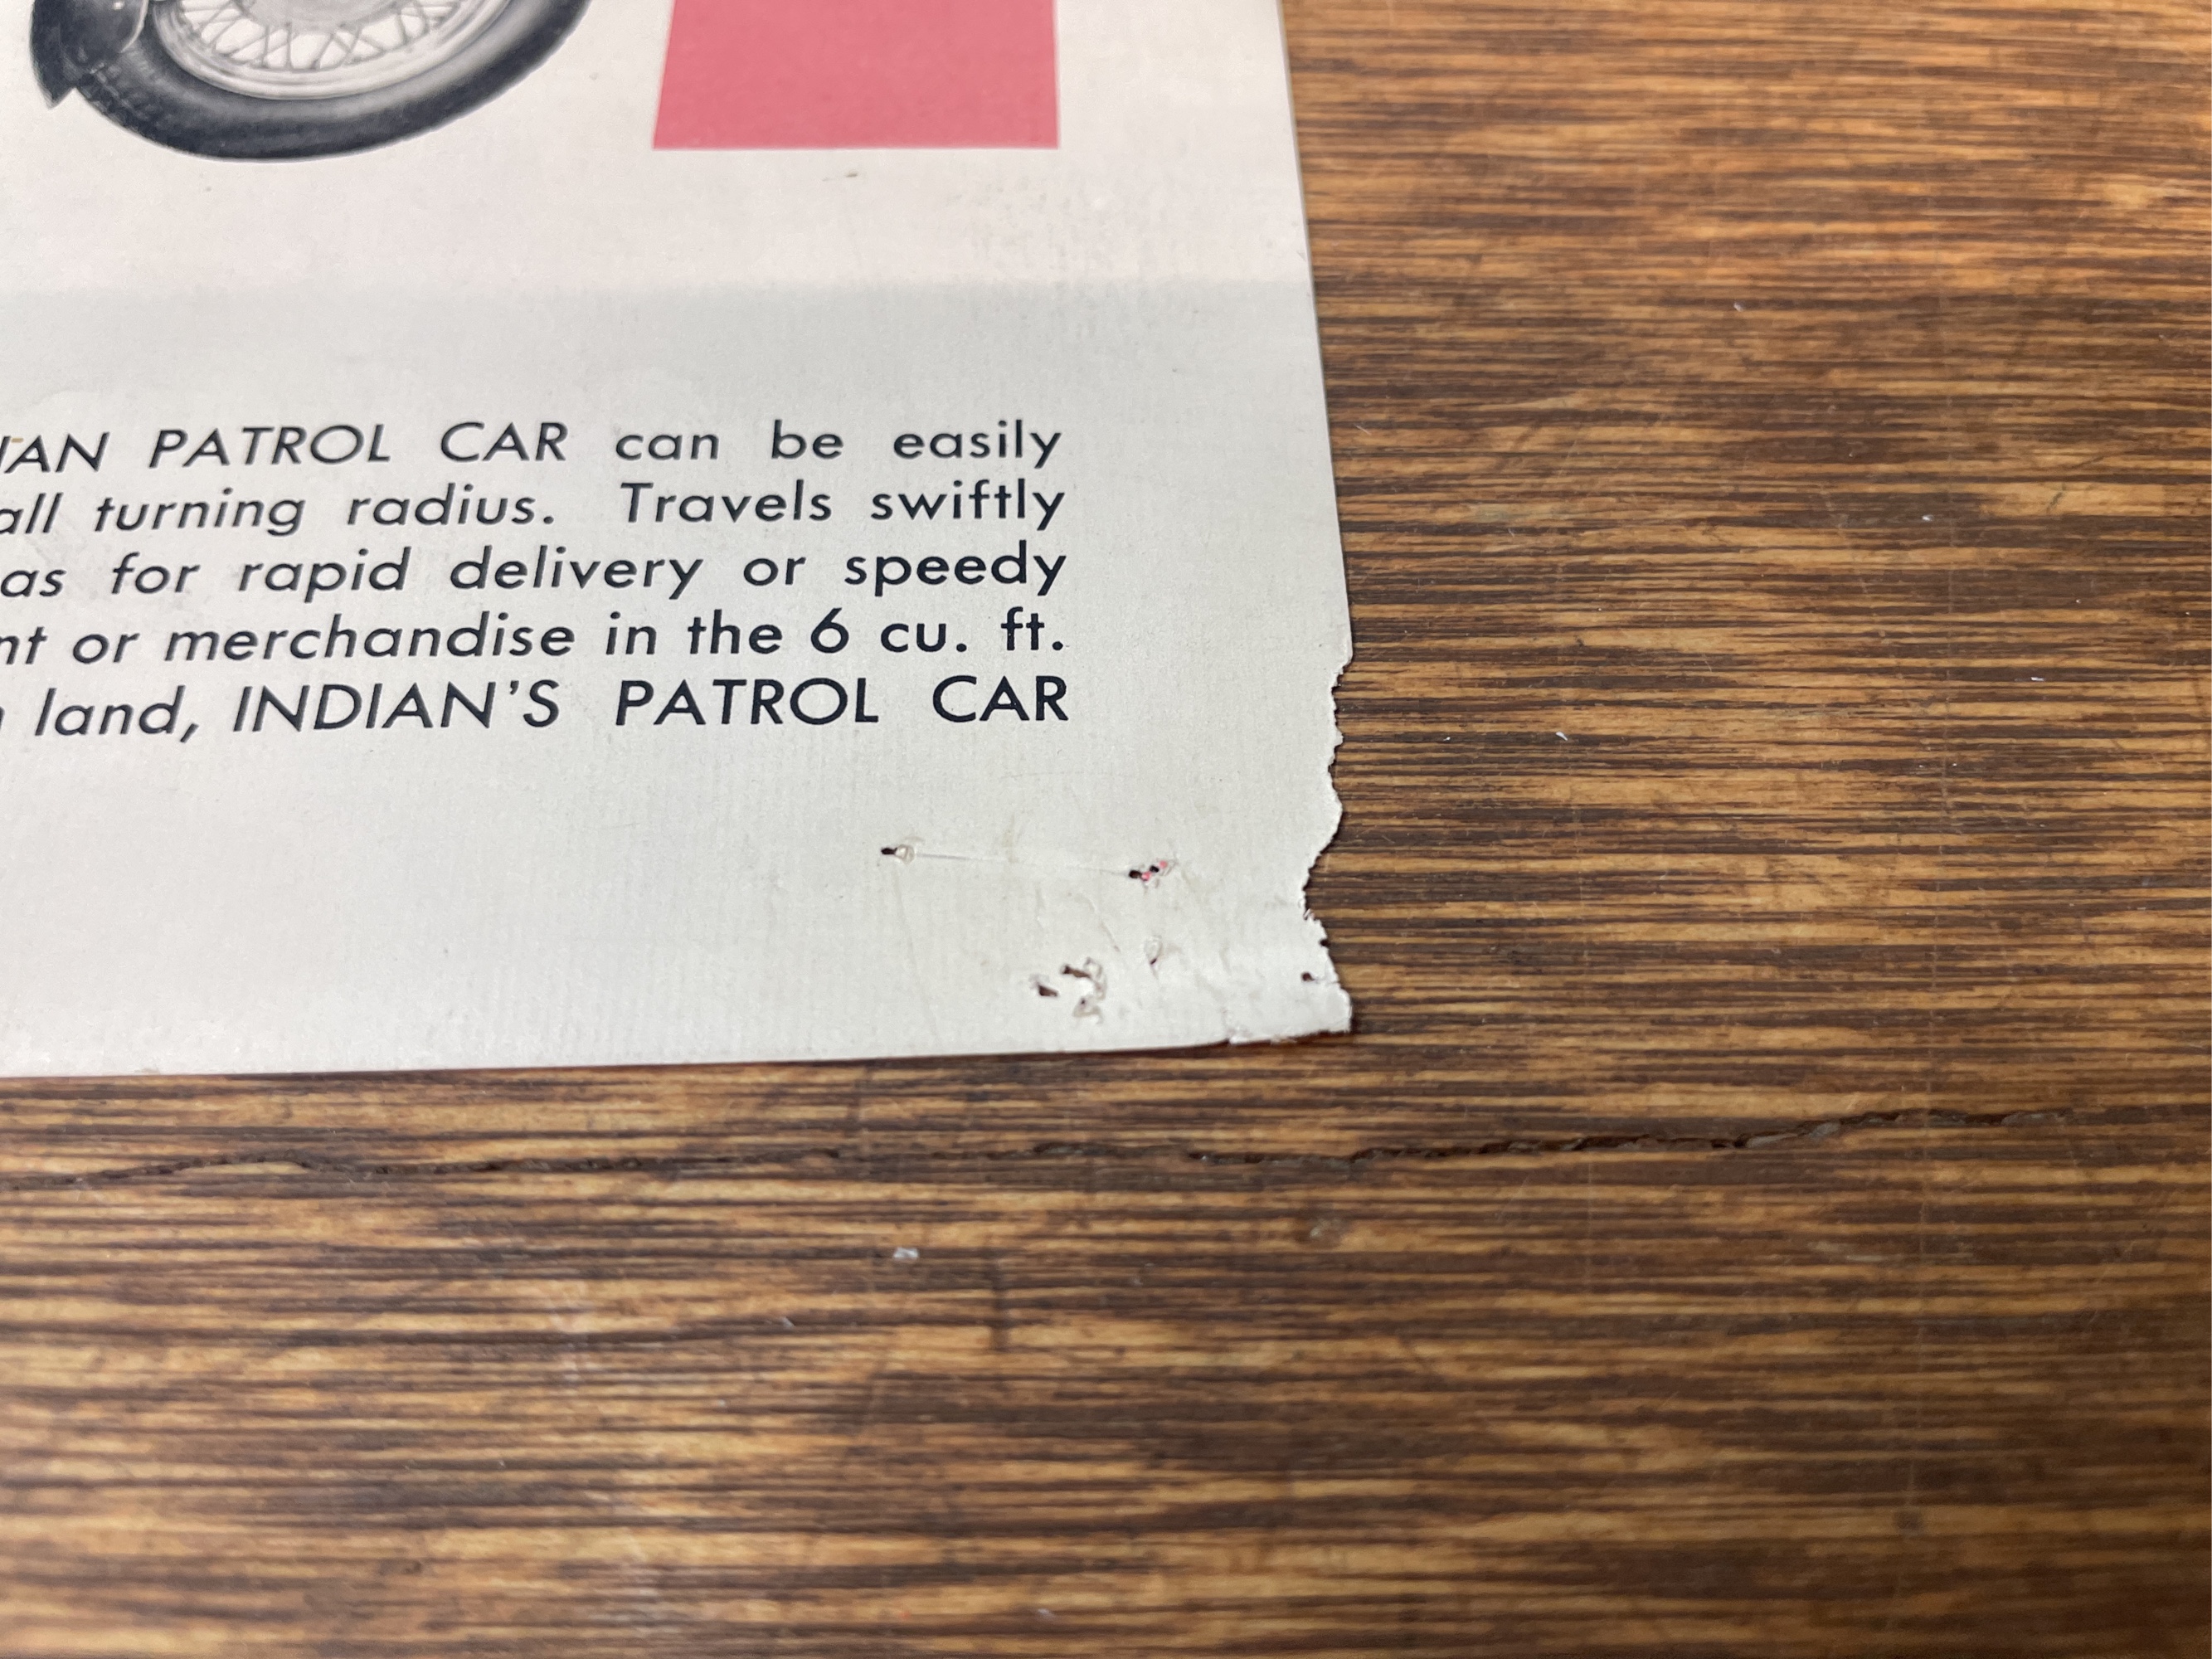 IAN PATROL CAR can be easily
all turning radius. Travels swiftly
as for rapid delivery or speedy
nt or merchandise in the 6 cu. ft.
land, INDIAN'S PATROL CAR